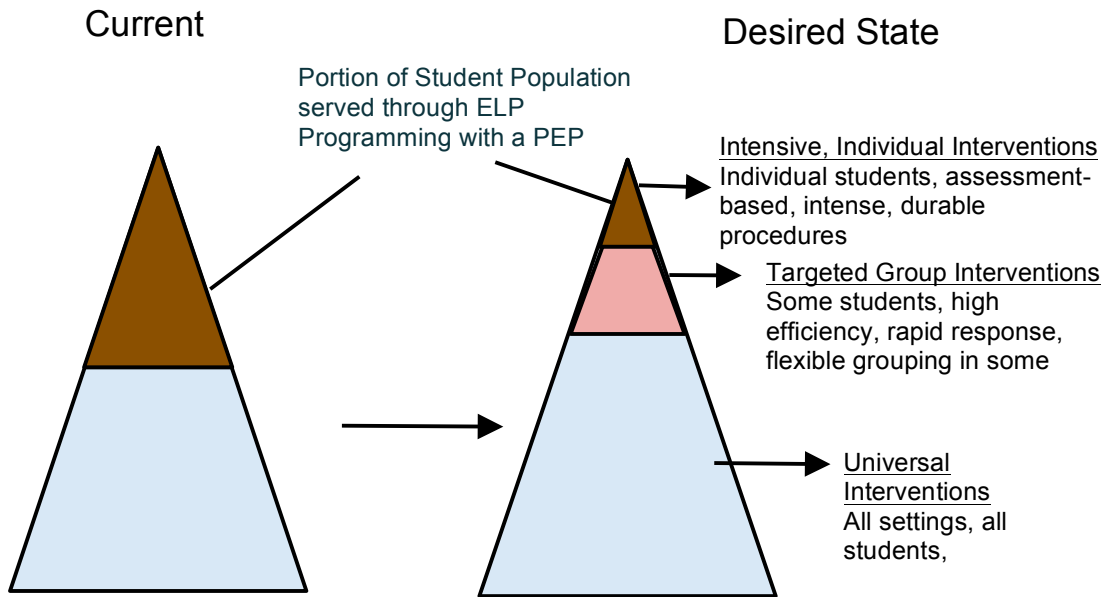 Current
Desired State
Portion of Student Population
served through ELP
Programming with a PEP
Intensive, Individual Interventions
Individual students, assessment-
based, intense, durable
procedures
Targeted Group Interventions
Some students, high
efficiency, rapid response,
flexible grouping in some
Universal
Interventions
All settings, all
students,